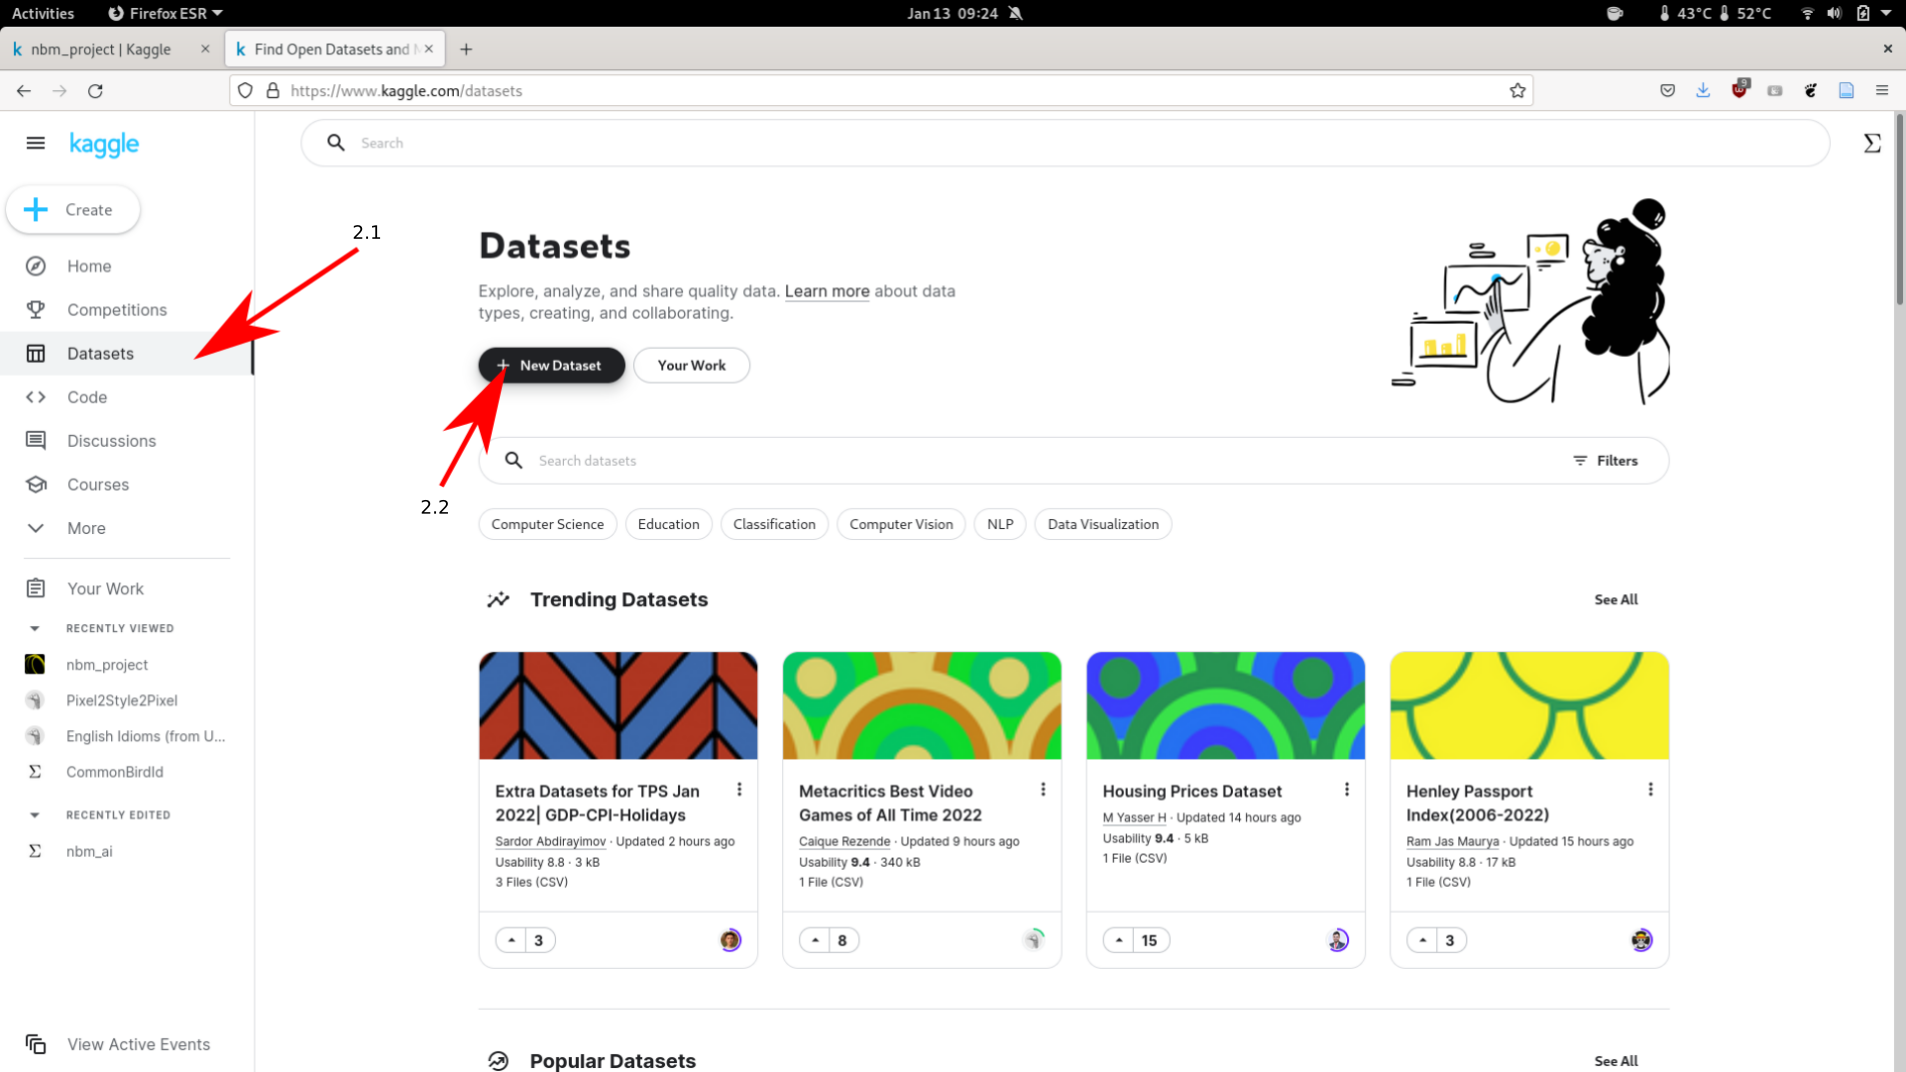 Activities
Firefox ESR
Jan 13 09:24
43°C
52°C
nbm_project | Kaggle
Find Open Datasets and
https://www.kaggle.com/datasets
9
kaggle
Search
Create
2.1
Home
Competitions
Datasets
Code
Discussions
Courses
More
Your Work
RECENTLY VIEWED
nbm_project
Pixel2Style2Pixel
English Idioms (from U...
CommonBirdId
RECENTLY EDITED
nbm_ai
View Active Events
Datasets
Explore, analyze, and share quality data. Learn more about data
types, creating, and collaborating.
+ New Dataset
Your Work
2.2
Search datasets
Filters
Computer Science
Education
Classification
Computer Vision
NLP
Data Visualization
Trending Datasets
See All
Extra Datasets for TPS Jan
2022| GDP-CPI-Holidays
Sardor Abdirayimov · Updated 2 hours ago
Usability 8.8 · 3 kB
3 Files (CSV)
3
Metacritics Best Video
Games of All Time 2022
Caique Rezende · Updated 9 hours ago
Usability 9.4 · 340 kB
1 File (CSV)
8
Housing Prices Dataset
M Yasser H · Updated 14 hours ago
Usability 9.4 · 5 kB
1 File (CSV)
15
Henley Passport
Index(2006-2022)
Ram Jas Maurya · Updated 15 hours ago
Usability 8.8 · 17 kB
1 File (CSV)
3
Popular Datasets
See All